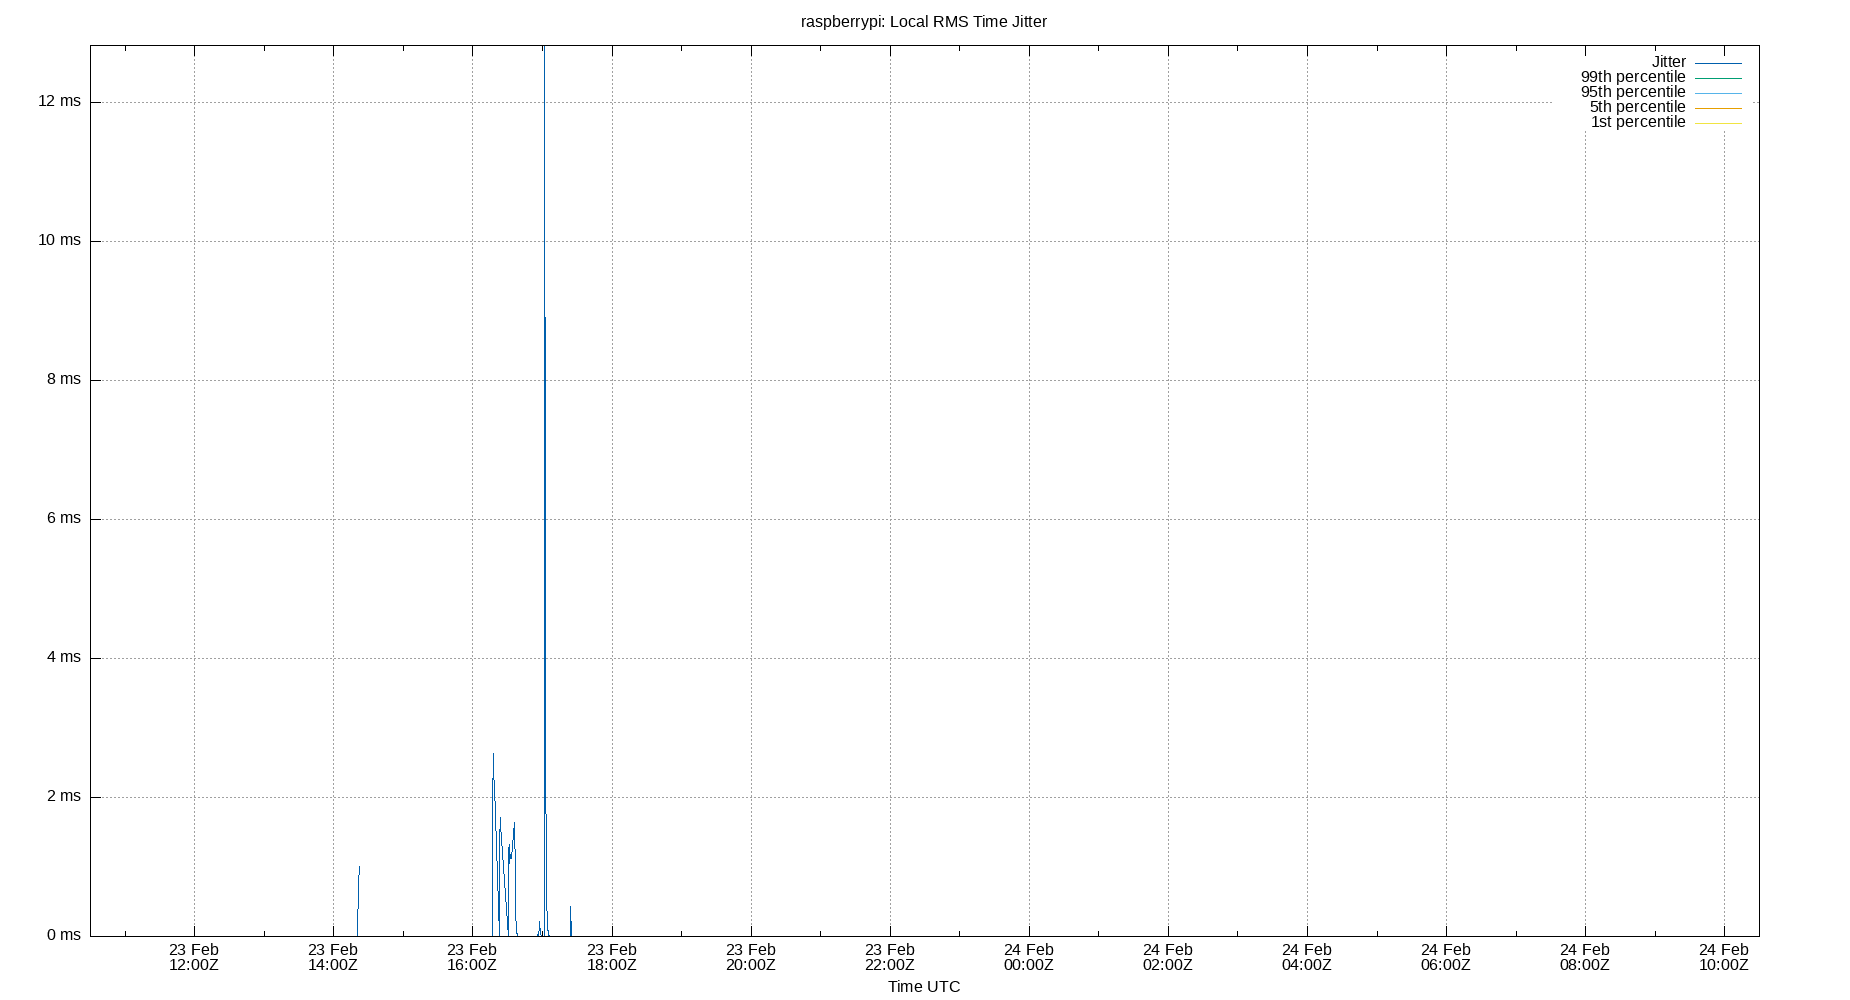 raspberrypi: Local RMS Time Jitter
Jitter
99th percentile
95th percentile
5th percentile
1st percentile
12 ms
10 ms
8 ms
6 ms
4 ms
2 ms
0 ms
23 Feb 23 Feb 23 Feb 23 Feb 23 Feb 23 Feb 24 Feb 24 Feb 24 Feb 24 Feb 24 Feb 24 Feb
12:00Z 14:00Z 16:00Z 18:00Z 20:00Z 22:00Z 00:00Z 02:00Z 04:00Z 06:00Z 08:00Z 10:00Z
Time UTC